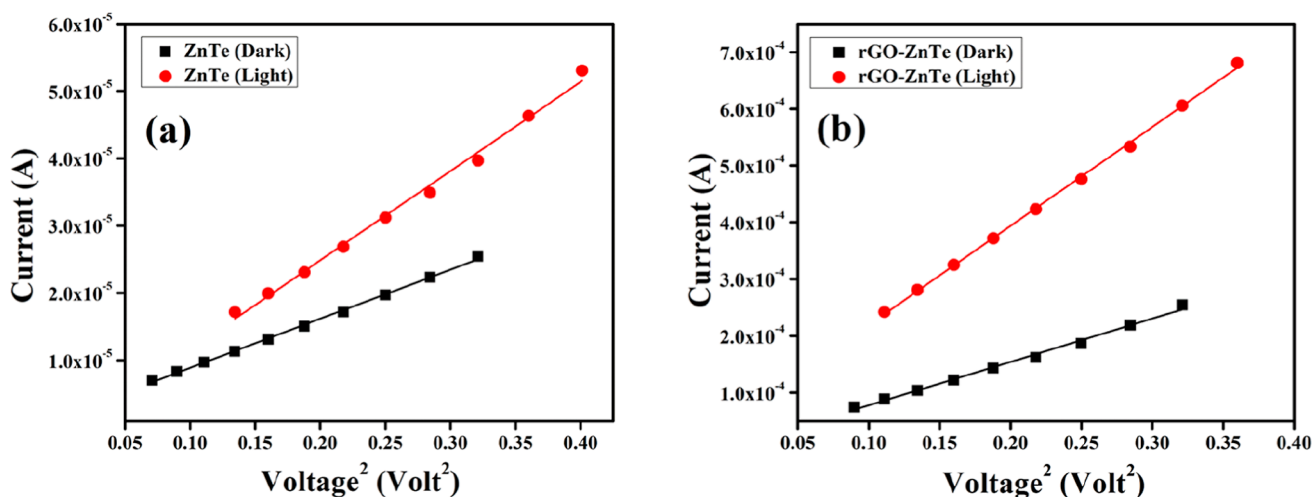 6.0x10⁻⁵
5.0x10⁻⁵
4.0x10⁻⁵
3.0x10⁻⁵
2.0x10⁻⁵
1.0x10⁻⁵
Current (A)
ZnTe (Dark)
ZnTe (Light)
(a)
0.05 0.10 0.15 0.20 0.25 0.30 0.35 0.40
Voltage² (Volt²)
7.0x10⁻⁴
6.0x10⁻⁴
5.0x10⁻⁴
4.0x10⁻⁴
3.0x10⁻⁴
2.0x10⁻⁴
1.0x10⁻⁴
Current (A)
rGO-ZnTe (Dark)
rGO-ZnTe (Light)
(b)
0.05 0.10 0.15 0.20 0.25 0.30 0.35 0.40
Voltage² (Volt²)